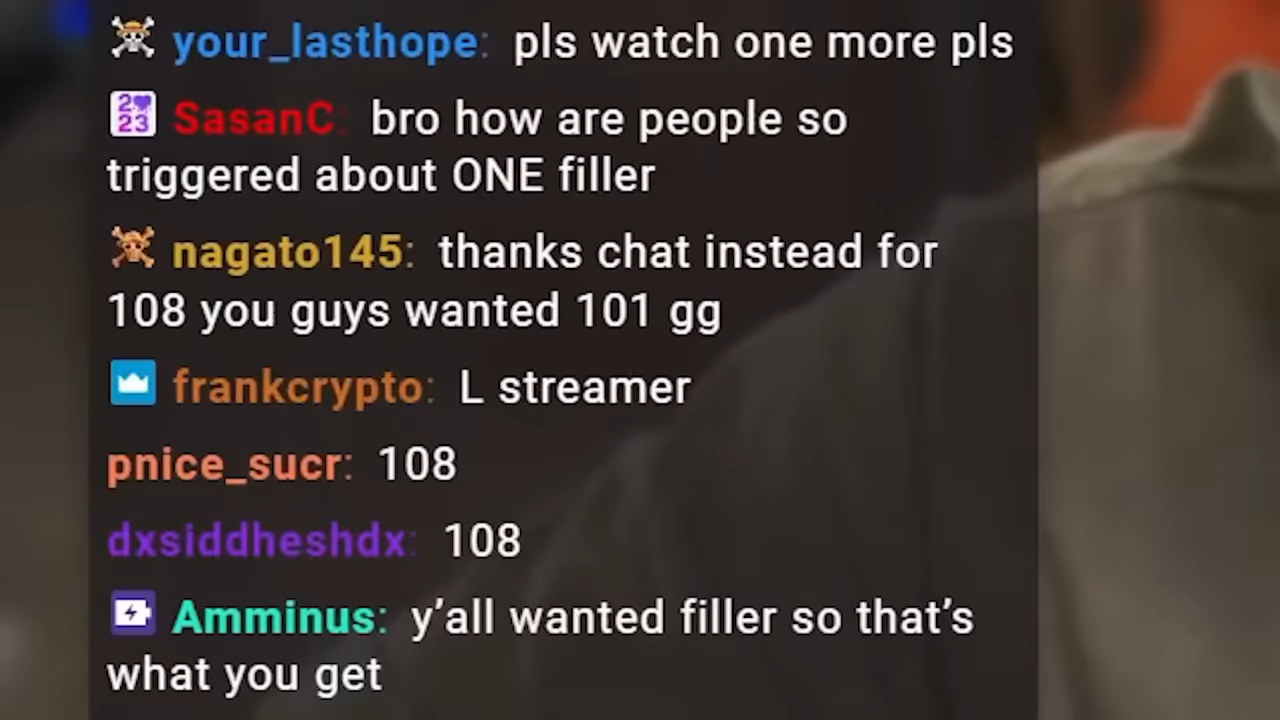 your_lasthope: pls watch one more pls
SasanC: bro how are people so
triggered about ONE filler
nagato145: thanks chat instead for
108 you guys wanted 101 gg
frankcrypto: L streamer
pnice_sucr: 108
dxsiddheshdx: 108
Amminus: y’all wanted filler so that’s
what you get